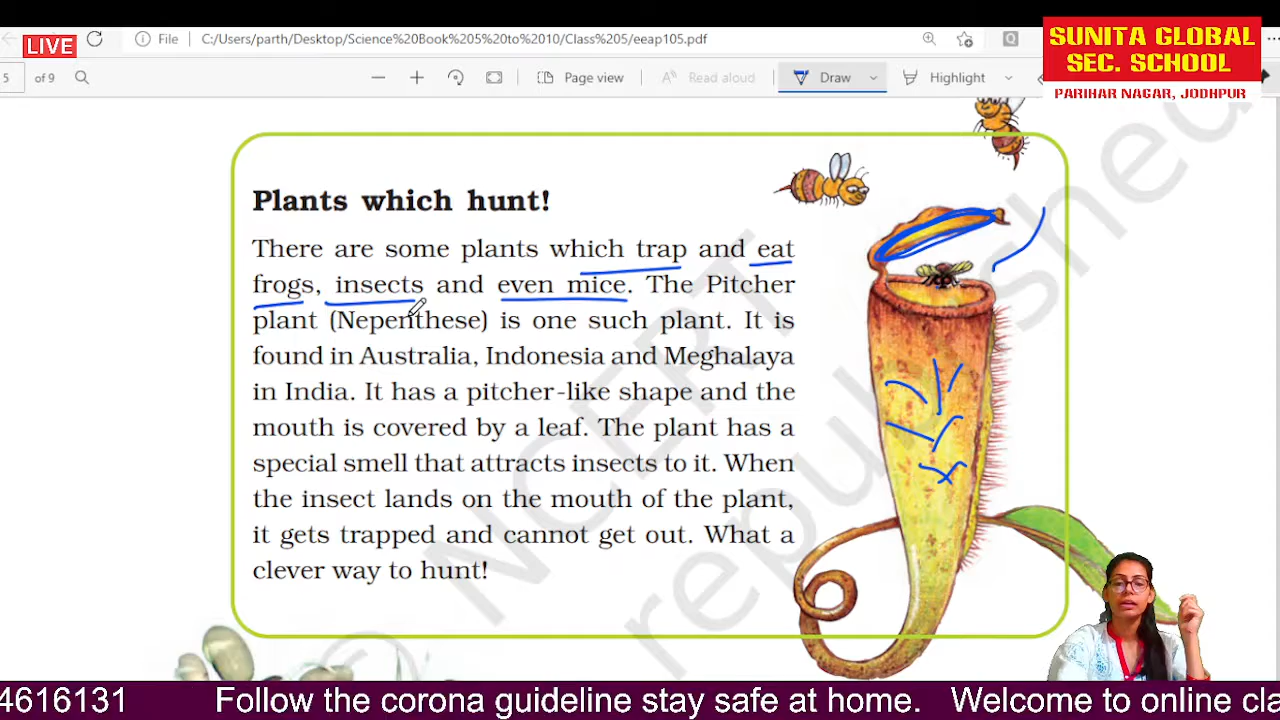 LIVE
File
C:/Users/parth/Desktop/Science%20Book%205%20to%2010/Class%205/eeap105.pdf
SUNITA GLOBAL
SEC. SCHOOL
PARIHAR NAGAR, JODHPUR
5 of 9
Page view
Read aloud
Draw
Highlight
Plants which hunt!
There are some plants which trap and eat
frogs, insects and even mice. The Pitcher
plant (Nepenthese) is one such plant. It is
found in Australia, Indonesia and Meghalaya
in India. It has a pitcher-like shape and the
mouth is covered by a leaf. The plant has a
special smell that attracts insects to it. When
the insect lands on the mouth of the plant,
it gets trapped and cannot get out. What a
clever way to hunt!
© NCERT
republished
4616131 Follow the corona guideline stay safe at home. Welcome to online cla